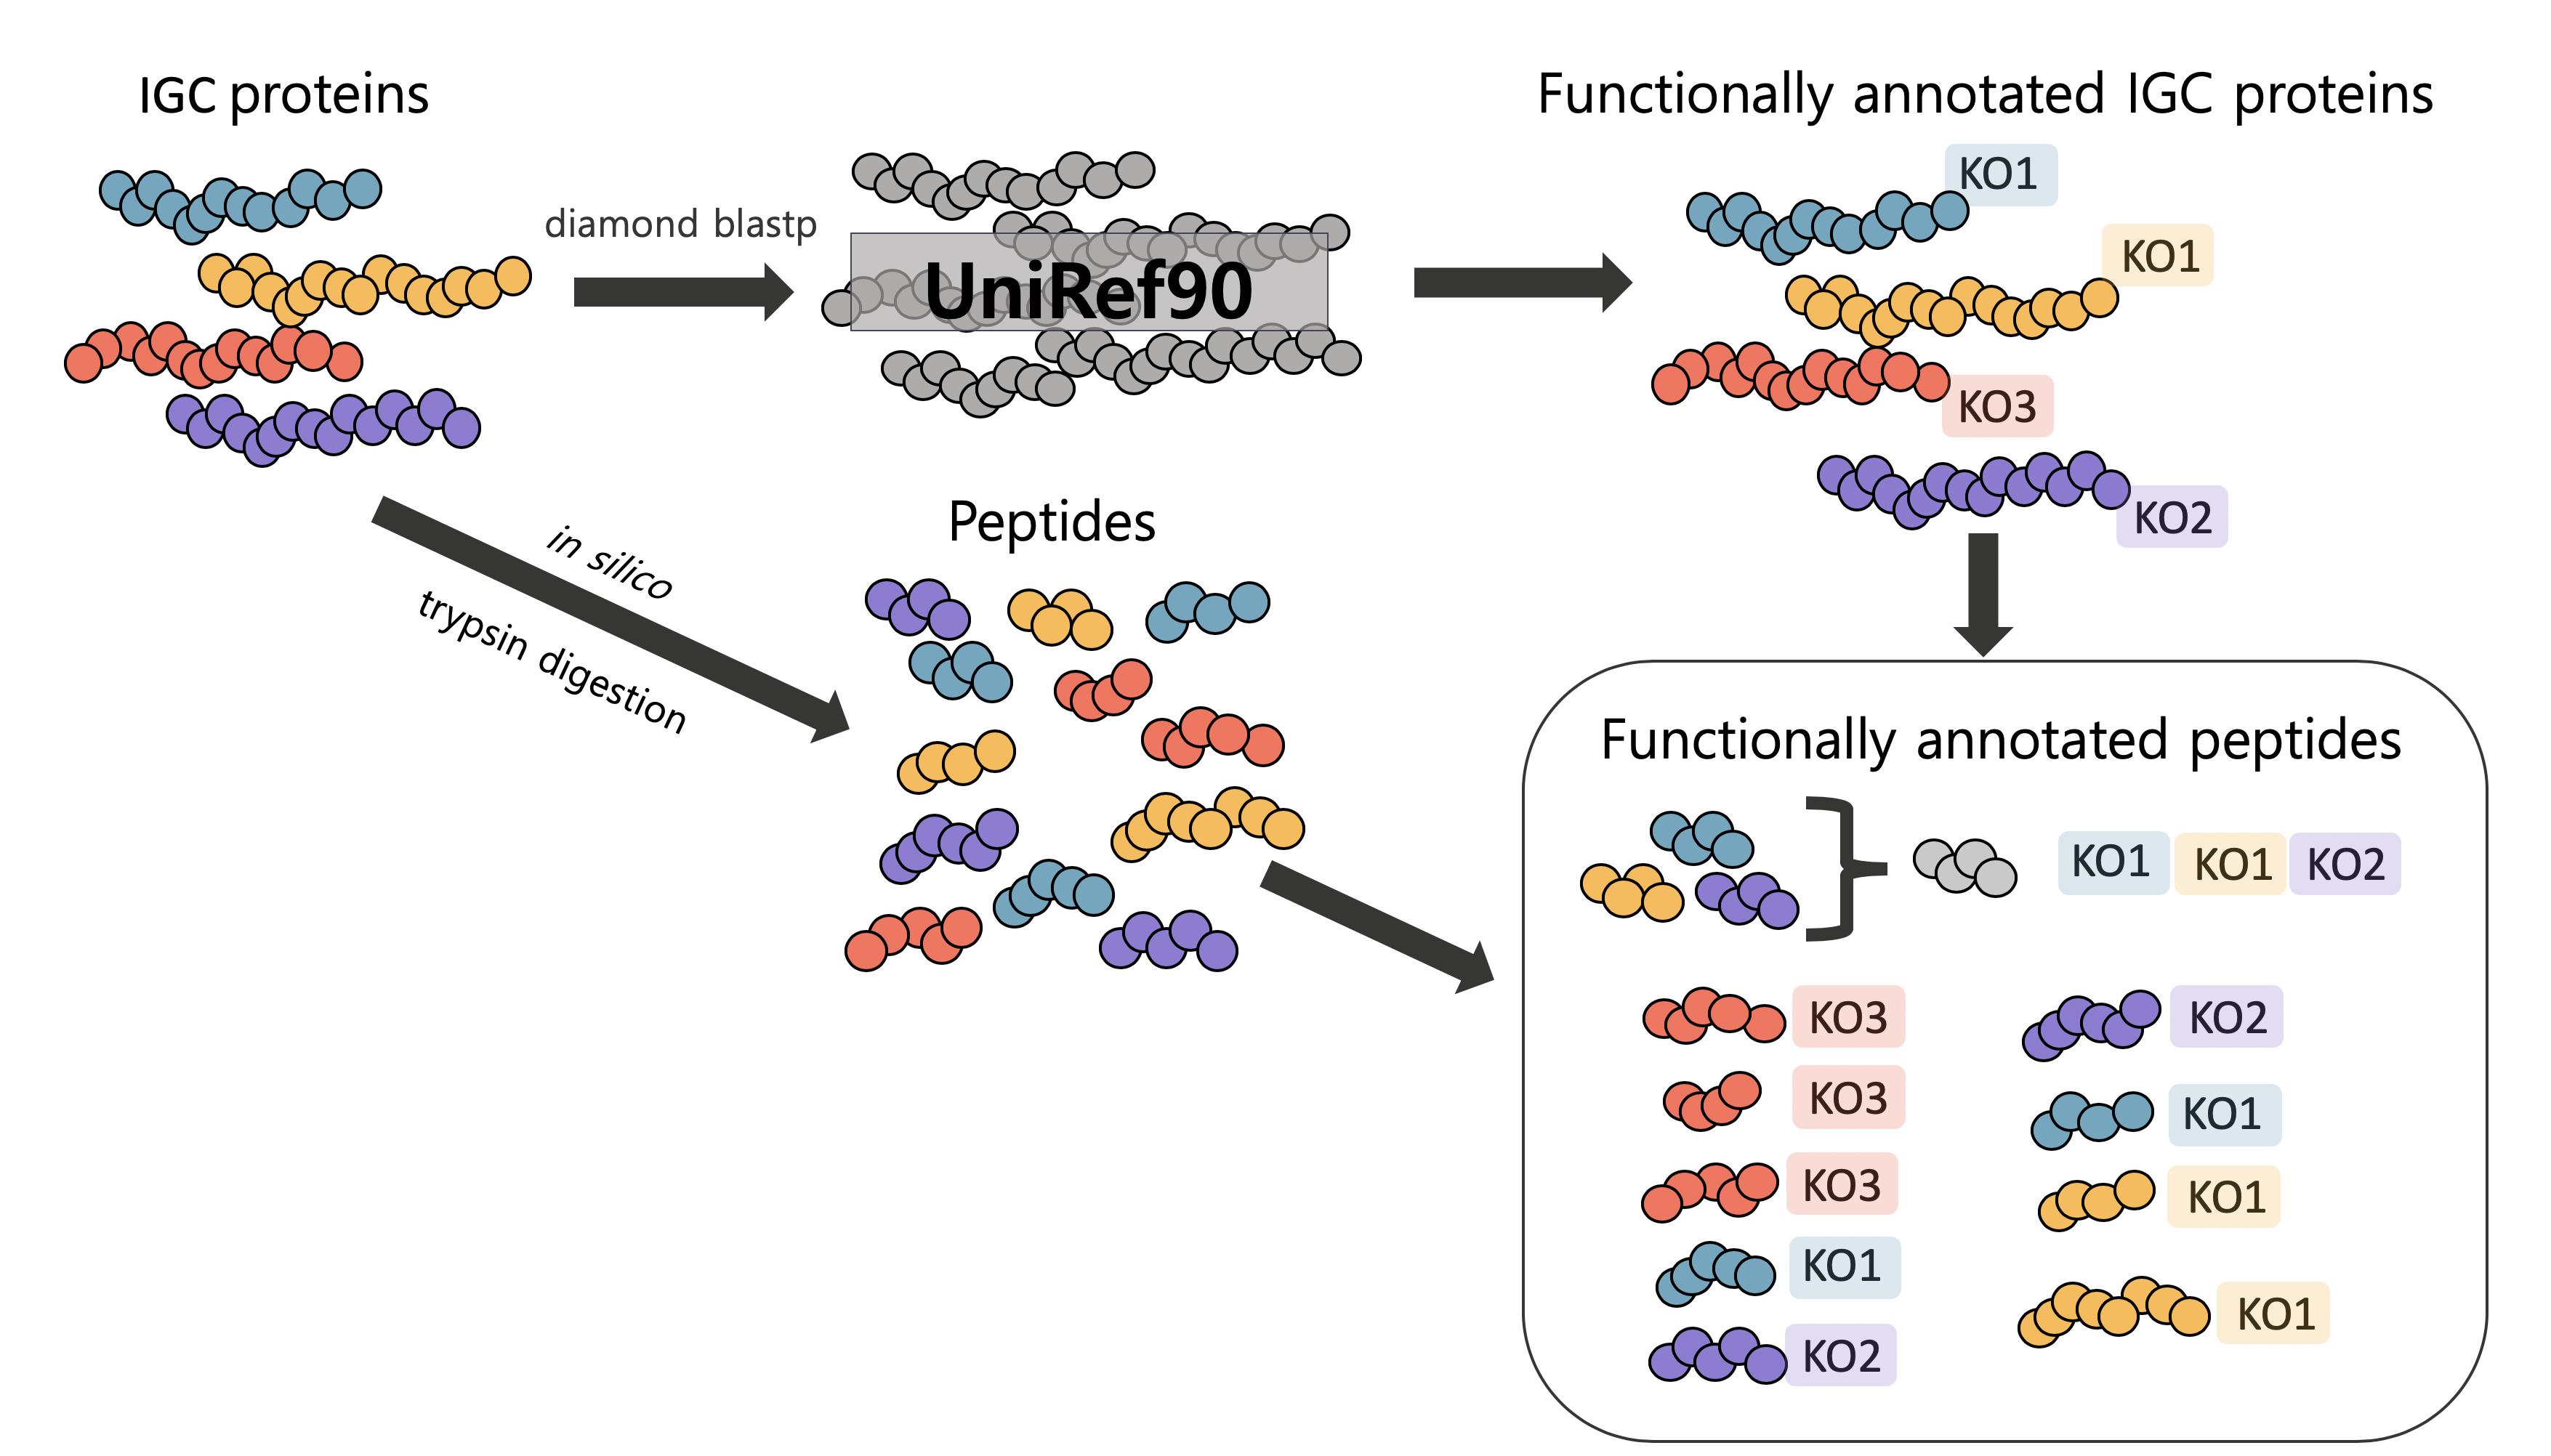 IGC proteins
diamond blastp
UniRef90
Functionally annotated IGC proteins
KO1
KO1
KO3
KO2
in silico
trypsin digestion
Peptides
Functionally annotated peptides
KO1 KO1 KO2
KO3
KO3
KO3
KO1
KO2
KO2
KO1
KO1
KO1